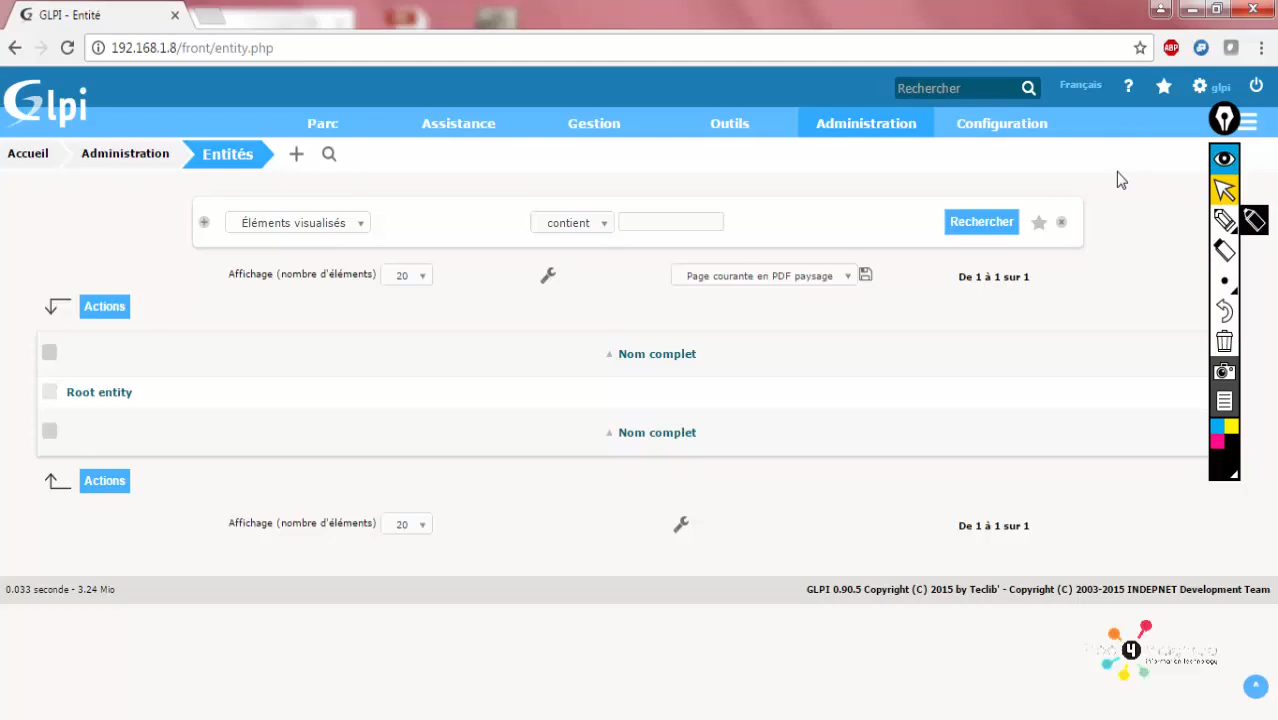 GLPI - Entité
192.168.1.8/front/entity.php
ABP
Glpi
Rechercher
Français
?
glpi
Parc
Assistance
Gestion
Outils
Administration
Configuration
Accueil
Administration
Entités
Éléments visualisés
contient
Rechercher
Affichage (nombre d'éléments)
20
Page courante en PDF paysage
De 1 à 1 sur 1
Actions
Nom complet
Root entity
Nom complet
Actions
Affichage (nombre d'éléments)
20
De 1 à 1 sur 1
0.033 seconde - 3.24 Mio
GLPI 0.90.5 Copyright (C) 2015 by Teclib' - Copyright (C) 2003-2015 INDEPNET Development Team
4
information technology